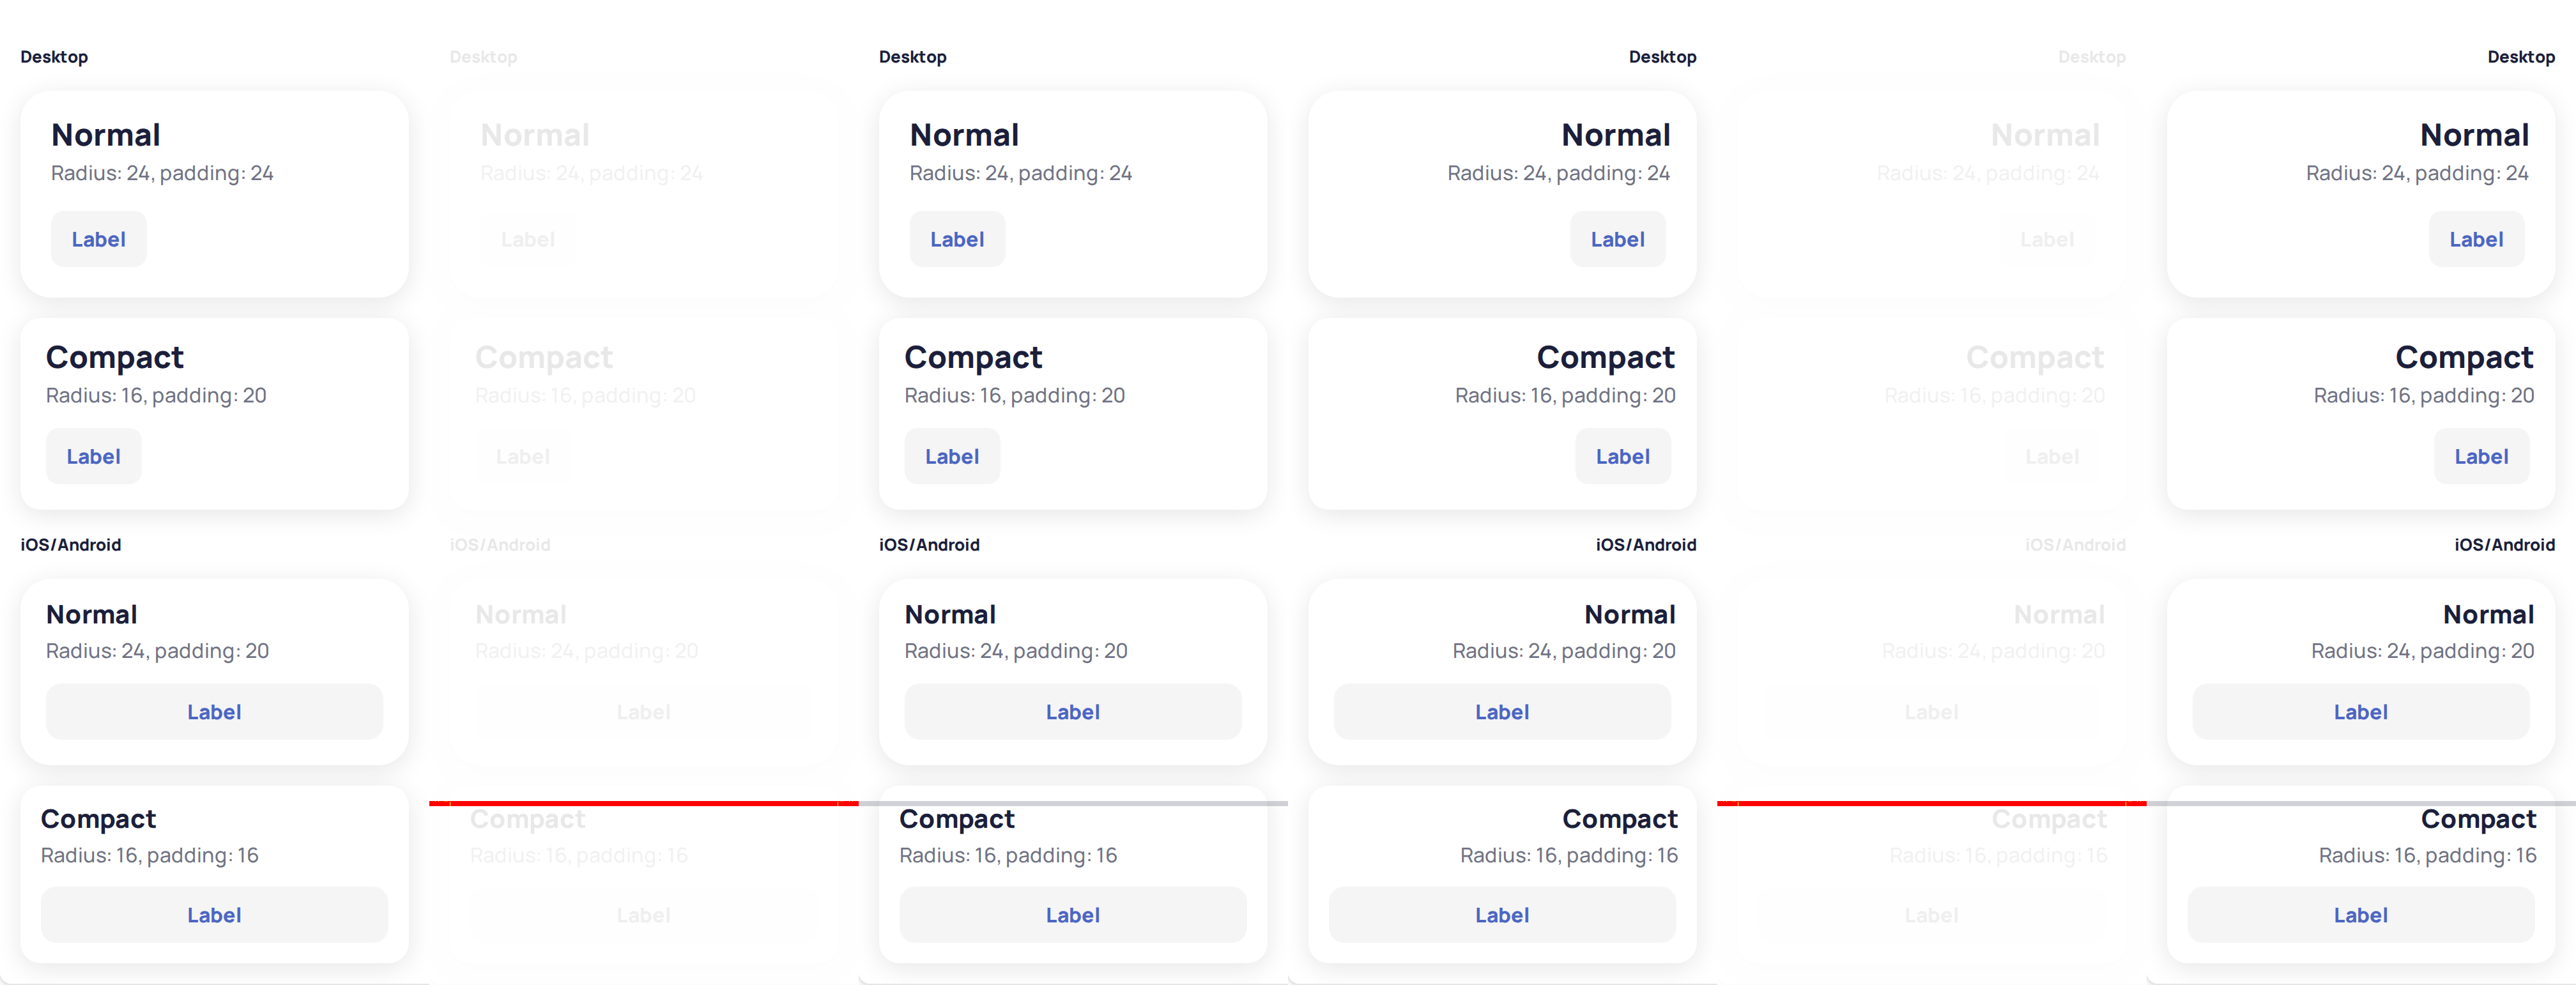 Desktop
Normal
Radius: 24, padding: 24
Label
Compact
Radius: 16, padding: 20
Label
iOS/Android
Normal
Radius: 24, padding: 20
Label
Compact
Radius: 16, padding: 16
Label
Desktop
Normal
Radius: 24, padding: 24
Label
Compact
Radius: 16, padding: 20
Label
iOS/Android
Normal
Radius: 24, padding: 20
Label
Compact
Radius: 16, padding: 16
Label
Desktop
Normal
Radius: 24, padding: 24
Label
Compact
Radius: 16, padding: 20
Label
iOS/Android
Normal
Radius: 24, padding: 20
Label
Compact
Radius: 16, padding: 16
Label
Desktop
Normal
Radius: 24, padding: 24
Label
Compact
Radius: 16, padding: 20
Label
iOS/Android
Normal
Radius: 24, padding: 20
Label
Compact
Radius: 16, padding: 16
Label
Desktop
Normal
Radius: 24, padding: 24
Label
Compact
Radius: 16, padding: 20
Label
iOS/Android
Normal
Radius: 24, padding: 20
Label
Compact
Radius: 16, padding: 16
Label
Desktop
Normal
Radius: 24, padding: 24
Label
Compact
Radius: 16, padding: 20
Label
iOS/Android
Normal
Radius: 24, padding: 20
Label
Compact
Radius: 16, padding: 16
Label